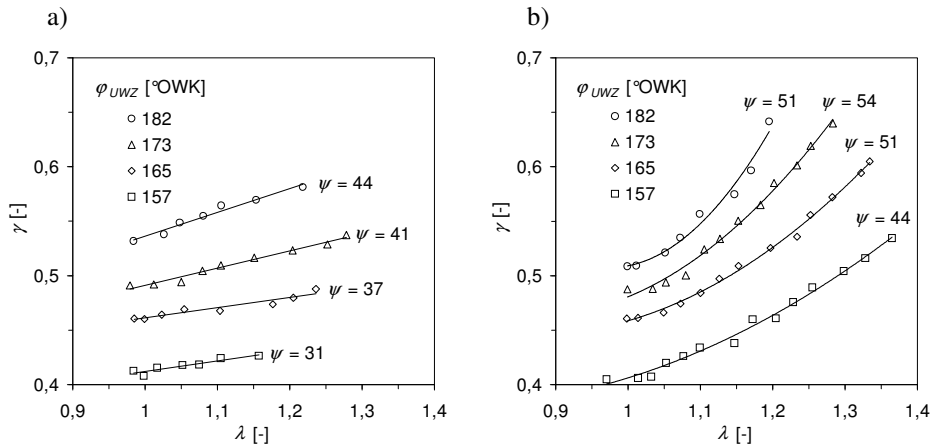 a)
0,7
0,6
0,5
0,4
γ [-]
φUWZ [°OWK]
182
173
165
157
ψ = 44
ψ = 41
ψ = 37
ψ = 31
0,9 1 1,1 1,2 1,3 1,4
λ [-]
b)
0,7
0,6
0,5
0,4
γ [-]
φUWZ [°OWK]
182
173
165
157
ψ = 51
ψ = 54
ψ = 51
ψ = 44
0,9 1 1,1 1,2 1,3 1,4
λ [-]